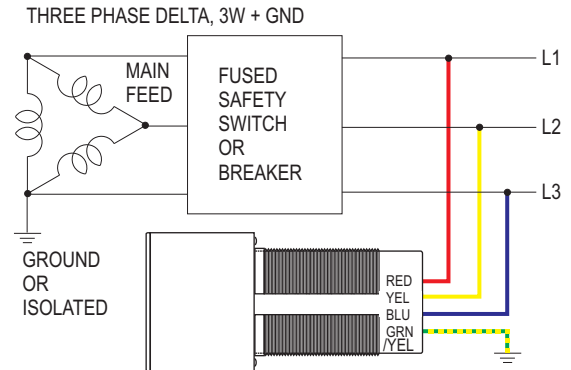 THREE PHASE DELTA, 3W + GND
MAIN
FEED
FUSED
SAFETY
SWITCH
OR
BREAKER
L1
L2
L3
GROUND
OR
ISOLATED
RED
YEL
BLU
GRN
/YEL